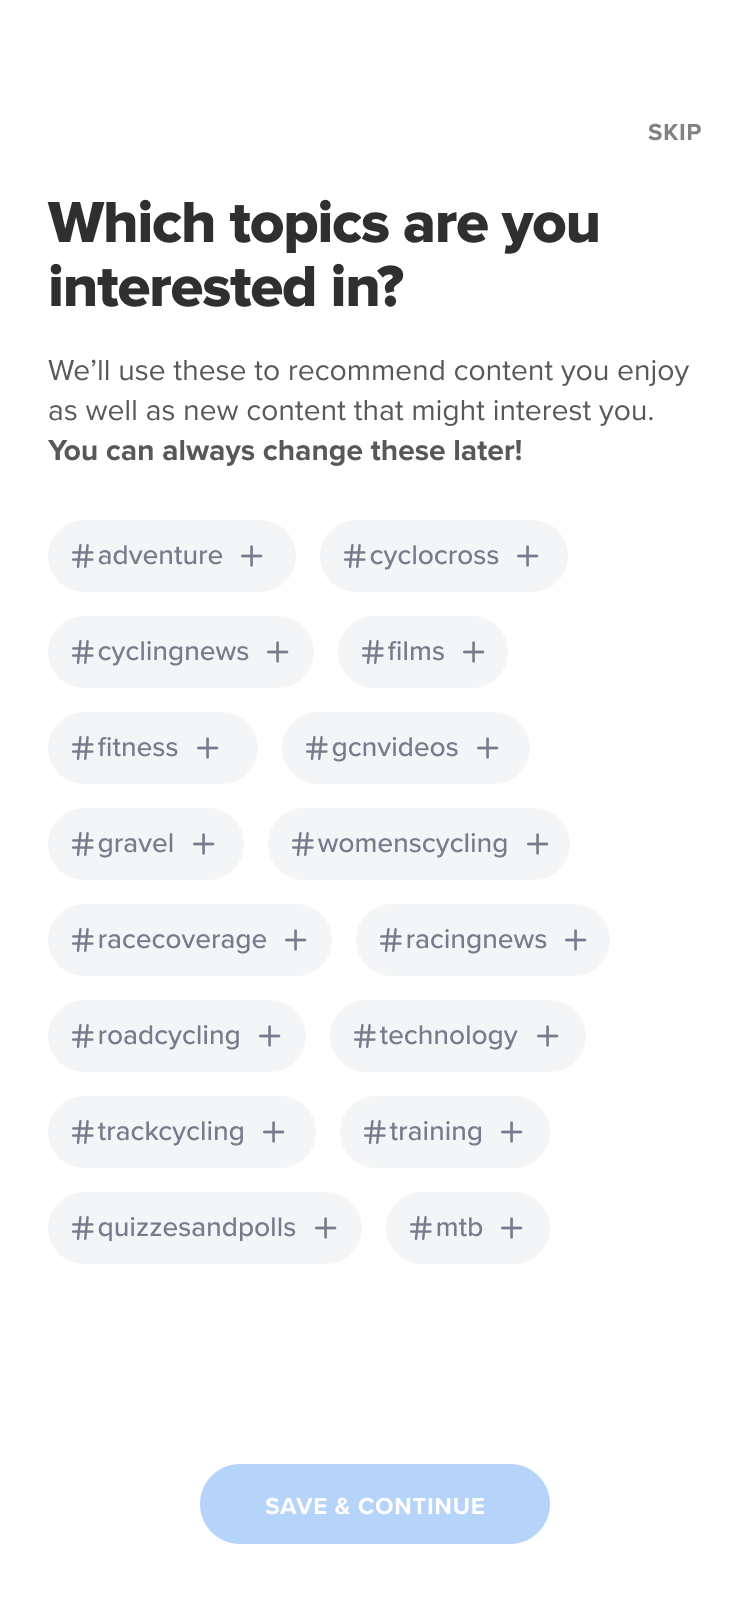 SKIP
Which topics are you
interested in?
We’ll use these to recommend content you enjoy
as well as new content that might interest you.
You can always change these later!
#adventure + #cyclocross +
#cyclingnews + #films +
#fitness + #gcnvideos +
#gravel + #womenscycling +
#racecoverage + #racingnews +
#roadcycling + #technology +
#trackcycling + #training +
#quizzesandpolls + #mtb +
SAVE & CONTINUE